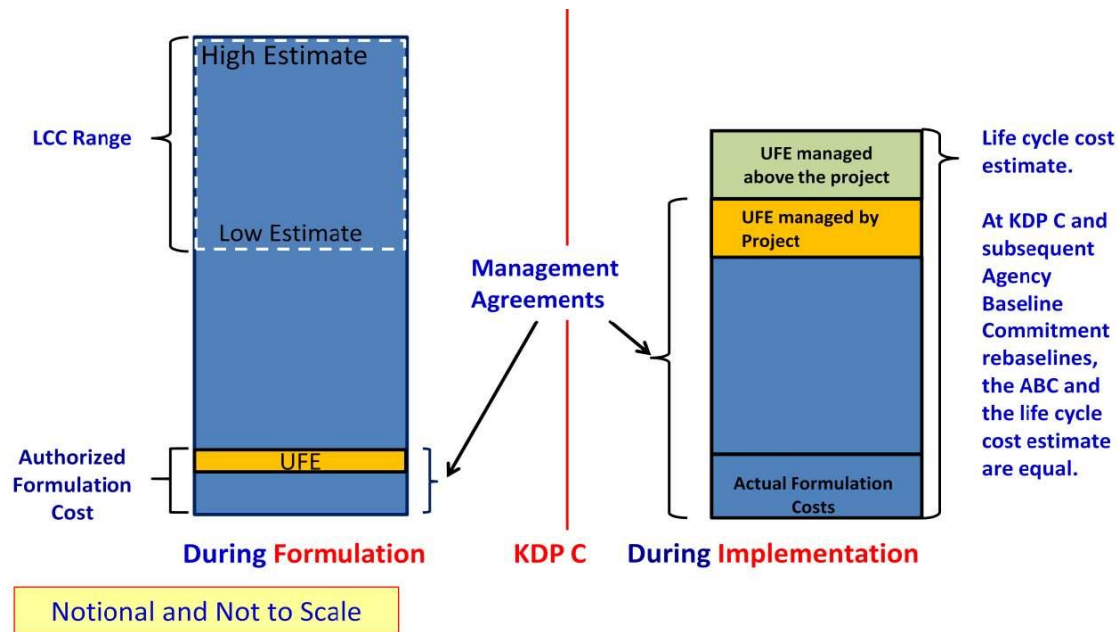 High Estimate
LCC Range
Low Estimate
Authorized
Formulation
Cost
UFE
During Formulation
Management
Agreements
KDP C
UFE managed
above the project
UFE managed by
Project
Actual Formulation
Costs
During Implementation
Life cycle cost
estimate.
At KDP C and
subsequent
Agency
Baseline
Commitment
rebaselines,
the ABC and
the life cycle
cost estimate
are equal.
Notional and Not to Scale